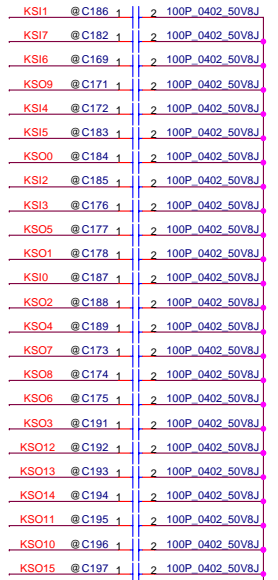 KSI1 @C186 1 2 100P_0402_50V8J
KSI7 @C182 1 2 100P_0402_50V8J
KSI6 @C169 1 2 100P_0402_50V8J
KSO9 @C171 1 2 100P_0402_50V8J
KSI4 @C172 1 2 100P_0402_50V8J
KSI5 @C183 1 2 100P_0402_50V8J
KSO0 @C184 1 2 100P_0402_50V8J
KSI2 @C185 1 2 100P_0402_50V8J
KSI3 @C176 1 2 100P_0402_50V8J
KSO5 @C177 1 2 100P_0402_50V8J
KSO1 @C178 1 2 100P_0402_50V8J
KSI0 @C187 1 2 100P_0402_50V8J
KSO2 @C188 1 2 100P_0402_50V8J
KSO4 @C189 1 2 100P_0402_50V8J
KSO7 @C173 1 2 100P_0402_50V8J
KSO8 @C174 1 2 100P_0402_50V8J
KSO6 @C175 1 2 100P_0402_50V8J
KSO3 @C191 1 2 100P_0402_50V8J
KSO12 @C192 1 2 100P_0402_50V8J
KSO13 @C193 1 2 100P_0402_50V8J
KSO14 @C194 1 2 100P_0402_50V8J
KSO11 @C195 1 2 100P_0402_50V8J
KSO10 @C196 1 2 100P_0402_50V8J
KSO15 @C197 1 2 100P_0402_50V8J